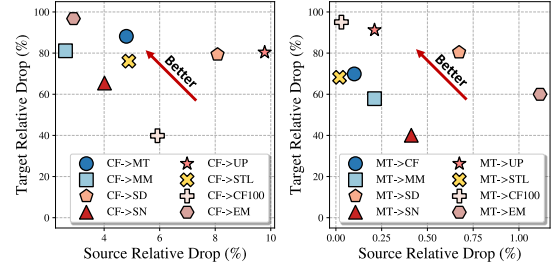 100
80
60
40
20
0
Target Relative Drop (%)
Better
CF->MT
CF->MM
CF->SD
CF->SN
CF->UP
CF->STL
CF->CF100
CF->EM
4
6
8
10
Source Relative Drop (%)
100
80
60
40
20
0
Target Relative Drop (%)
Better
MT->CF
MT->MM
MT->SD
MT->SN
MT->UP
MT->STL
MT->CF100
MT->EM
0.00
0.25
0.50
0.75
1.00
Source Relative Drop (%)